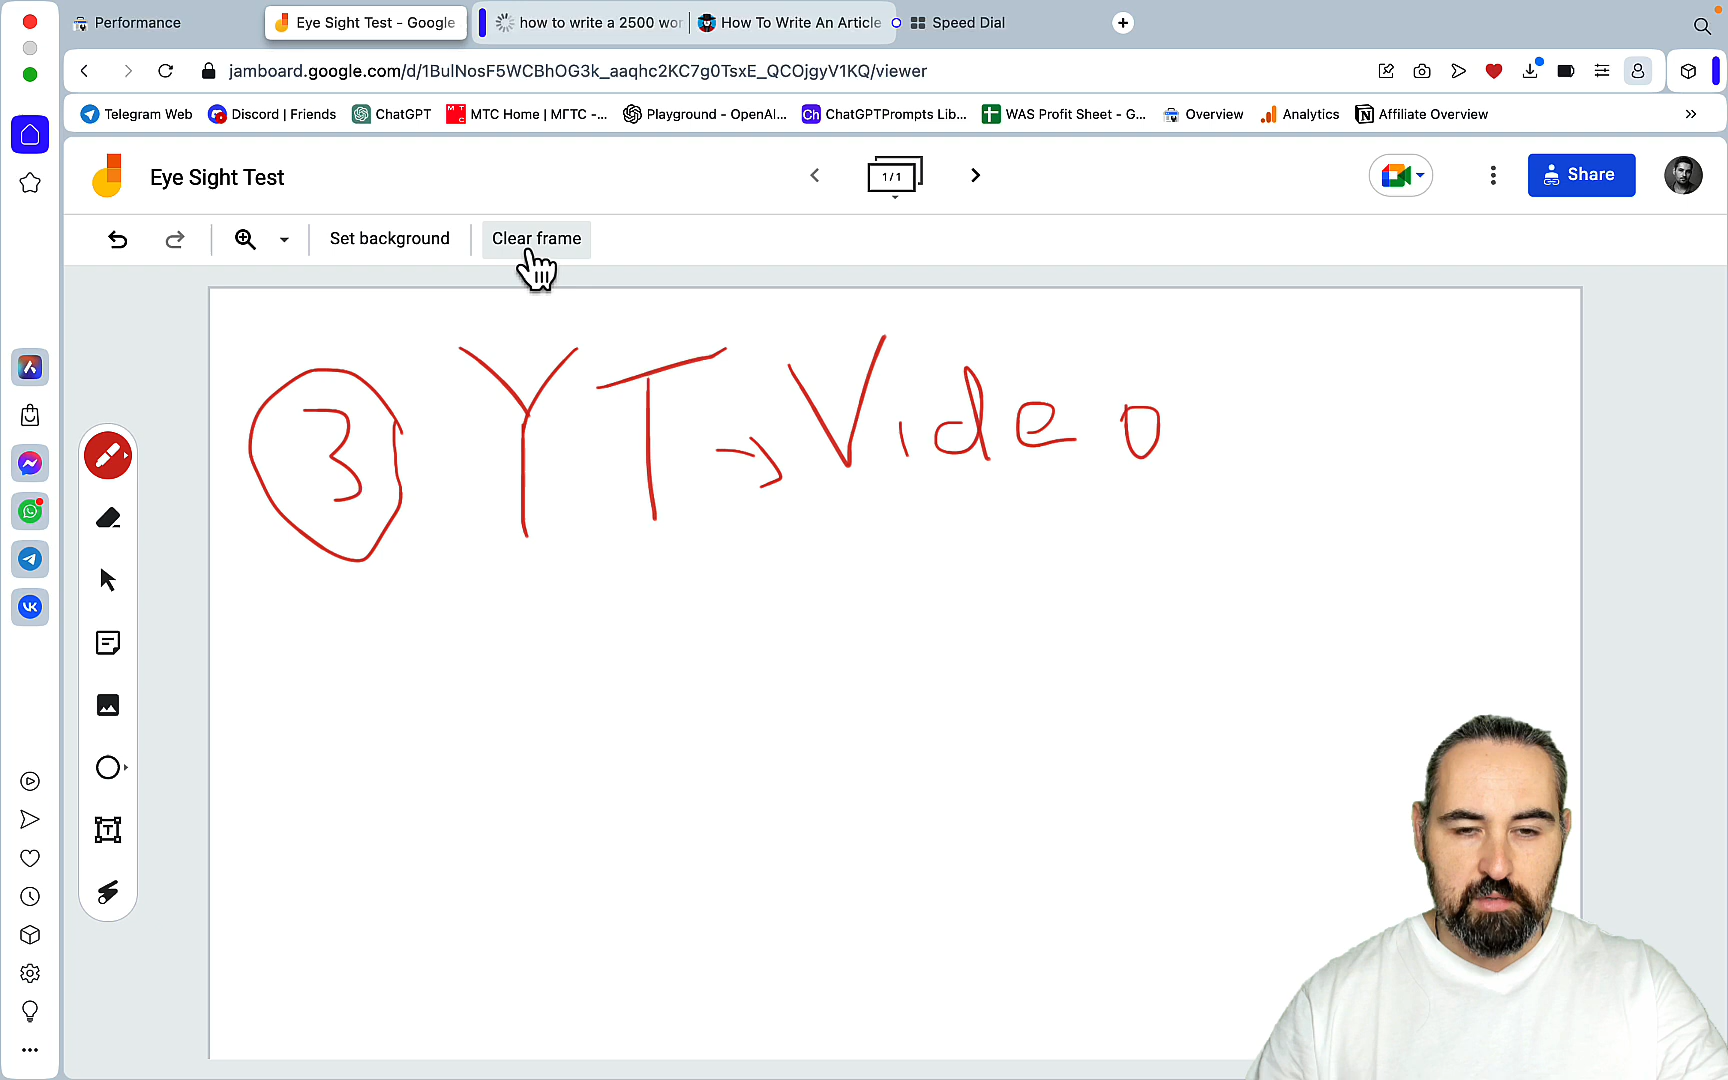 Performance
Eye Sight Test - Google
how to write a 2500 wor
How To Write An Article
Speed Dial
jamboard.google.com/d/1BulNosF5WCBhOG3k_aaqhc2KC7g0TsxE_QCOjgyV1KQ/viewer
Telegram Web
Discord | Friends
ChatGPT
MTC Home | МГТС -...
Playground - OpenAI...
Ch ChatGPTPrompts Lib...
WAS Profit Sheet - G...
Overview
Analytics
Affiliate Overview
Eye Sight Test
1/1
Share
Set background
Clear frame
3 YT → Video